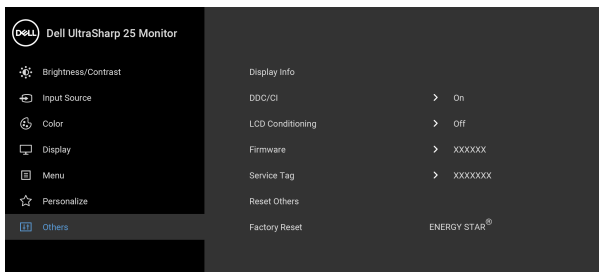 DELL Dell UltraSharp 25 Monitor
Brightness/Contrast Display Info
Input Source DDC/CI > On
Color LCD Conditioning > Off
Display Firmware > XXXXXX
Menu Service Tag > XXXXXXX
Personalize Reset Others
Others Factory Reset ENERGY STAR®